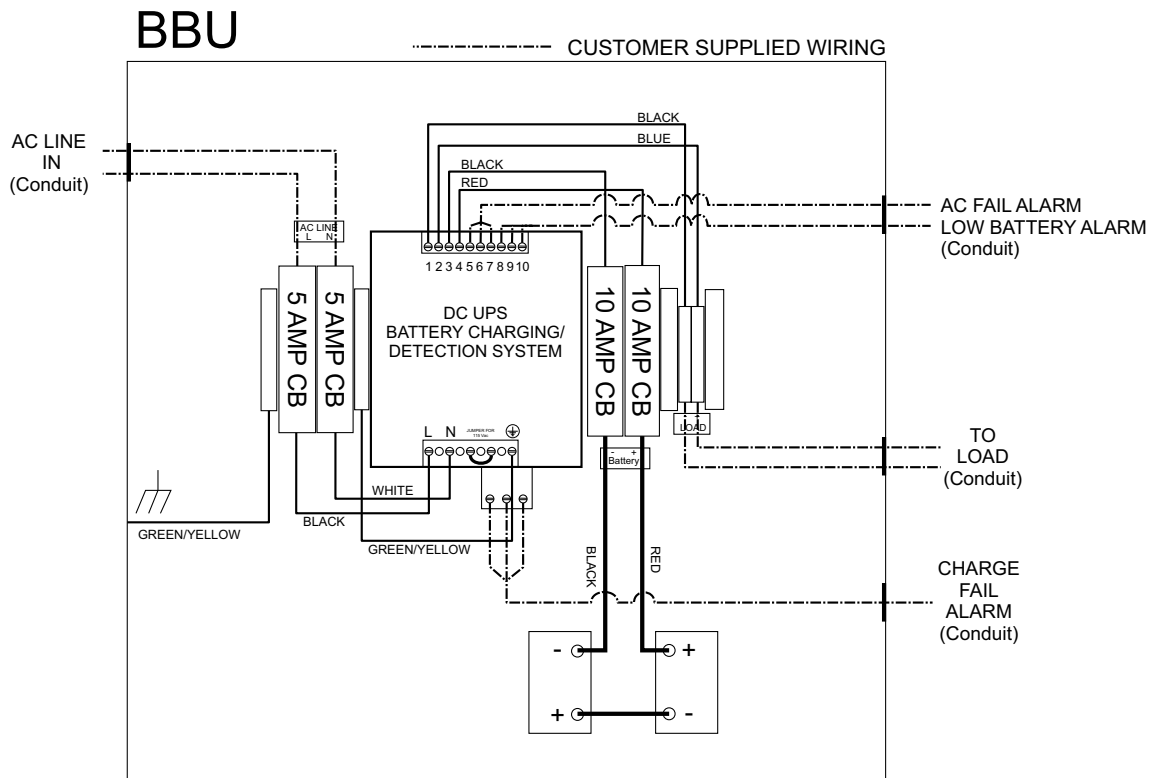 BBU
CUSTOMER SUPPLIED WIRING
AC LINE
IN
(Conduit)
BLACK
BLUE
BLACK
RED
AC FAIL ALARM
LOW BATTERY ALARM
(Conduit)
AC LINE
L N
1 2 3 4 5 6 7 8 9 10
5 AMP CB
5 AMP CB
DC UPS
BATTERY CHARGING/
DETECTION SYSTEM
10 AMP CB
10 AMP CB
LOAD
L N
JUMPER FOR
- +
Battery
TO
LOAD
(Conduit)
WHITE
BLACK
GREEN/YELLOW
GREEN/YELLOW
BLACK
RED
CHARGE
FAIL
ALARM
(Conduit)
- +
+ -